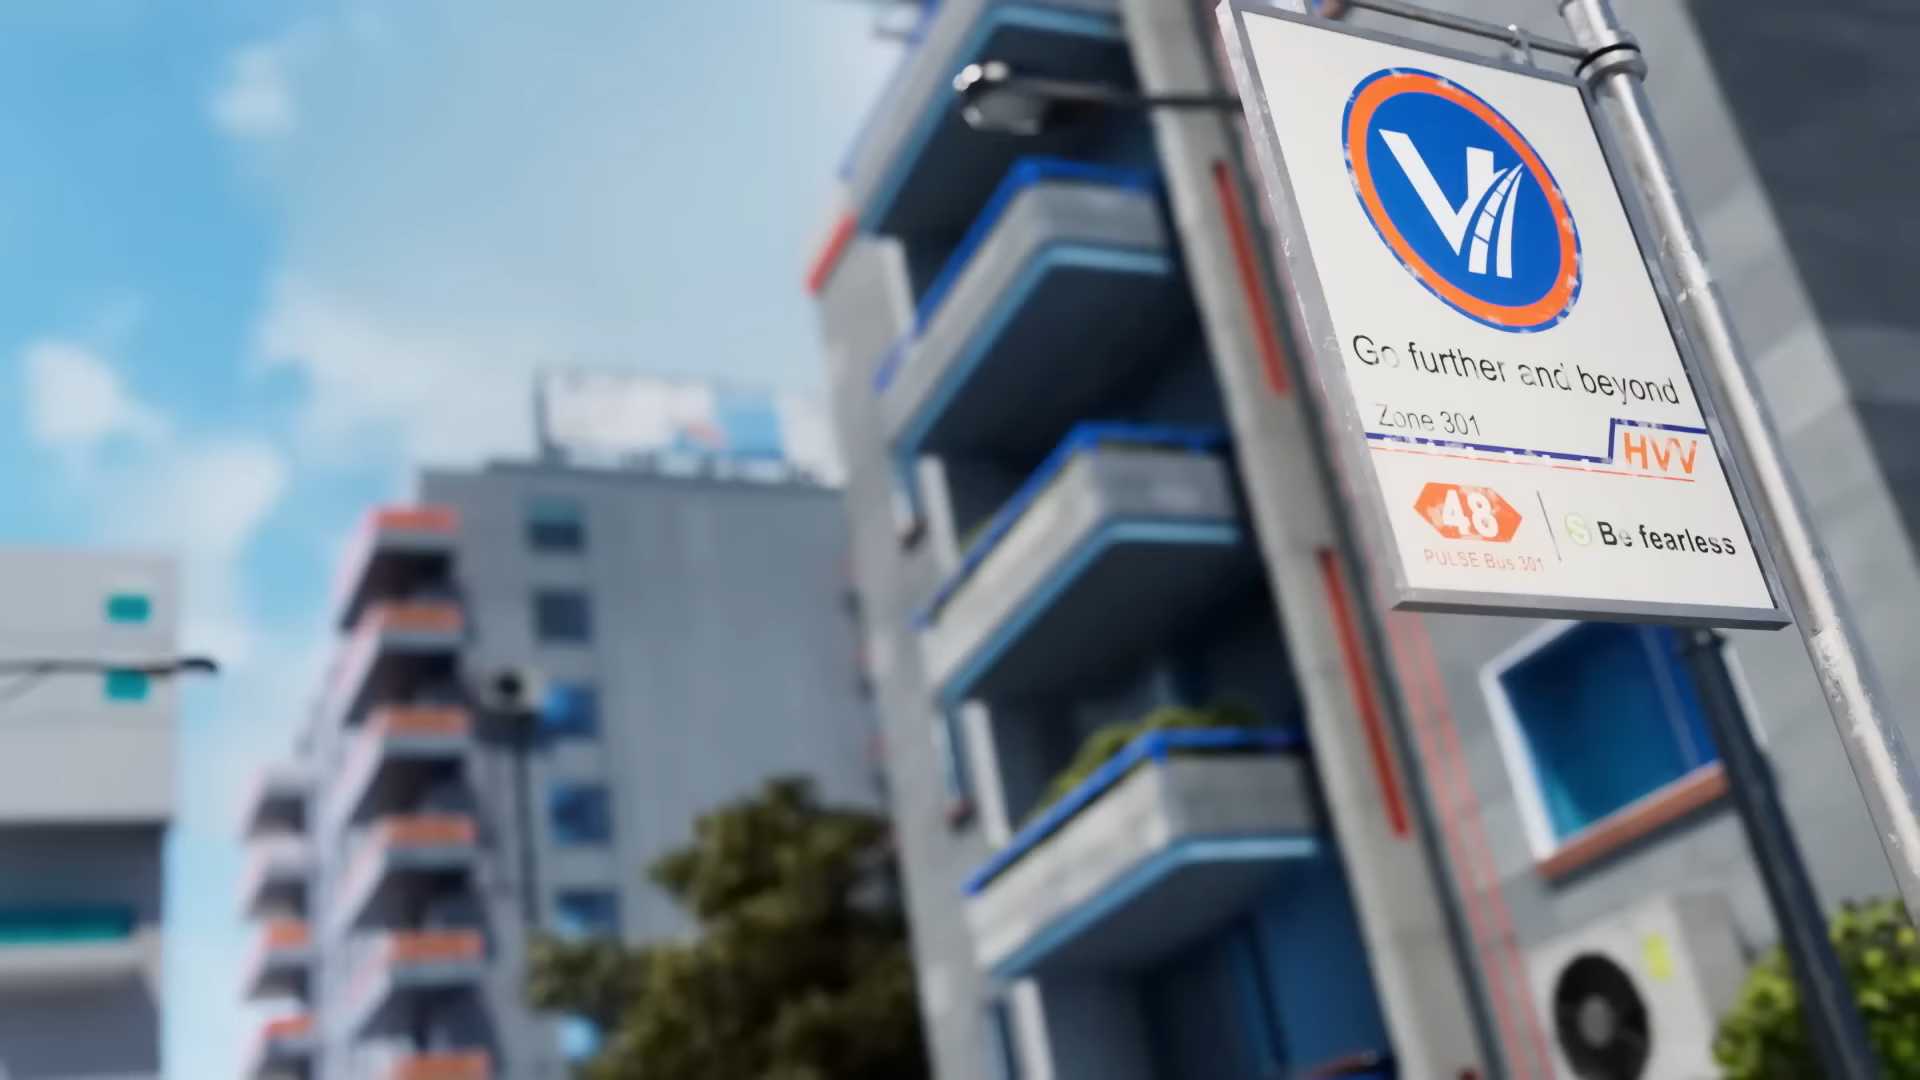 Go further and beyond
Zone 301
HVV
48
PULSE Bus 301
S Be fearless